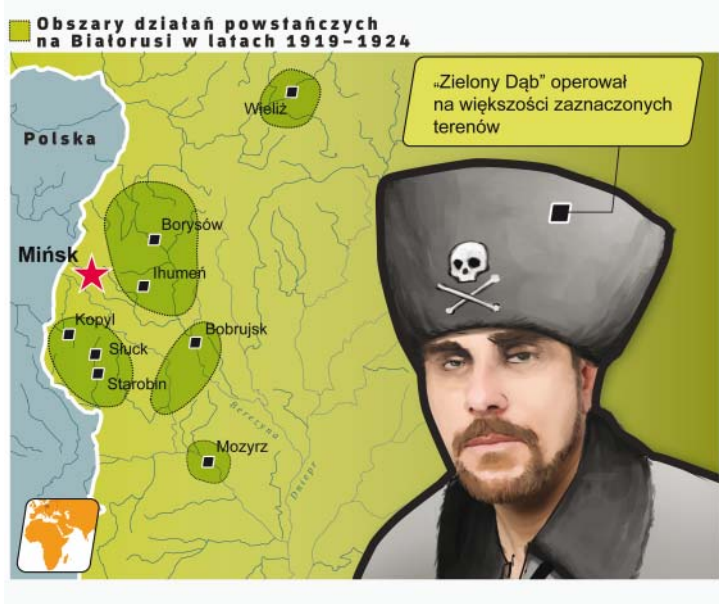 Obszary działań powstańczych
na Białorusi w latach 1919–1924
„Zielony Dąb” operował
na większości zaznaczonych
terenów
Wieliż
Polska
Borysów
Mińsk
Ihumeń
Kopyl
Bobrujsk
Słuck
Starobin
Berezyna
Mozyrz
Dniepr